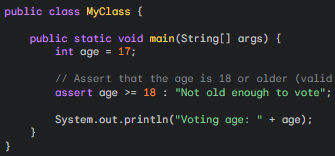 public class MyClass {
public static void main(String[] args) {
int age = 17;
// Assert that the age is 18 or older (valid
assert age >= 18 : "Not old enough to vote";
System.out.println("Voting age: " + age);
}
}